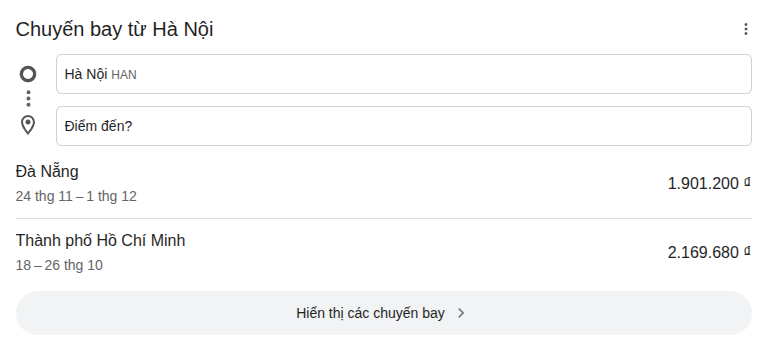 Chuyến bay từ Hà Nội
Hà Nội HAN
Điểm đến?
Đà Nẵng
24 thg 11 – 1 thg 12
1.901.200 ₫
Thành phố Hồ Chí Minh
18 – 26 thg 10
2.169.680 ₫
Hiển thị các chuyến bay